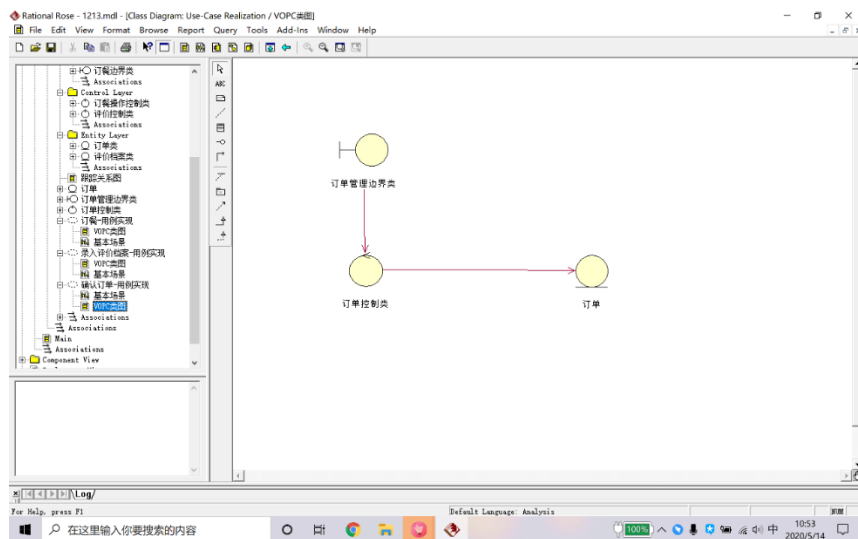 Rational Rose - 1213.mdl - [Class Diagram: Use-Case Realization / VOPC类图]
File Edit View Format Browse Report Query Tools Add-Ins Window Help
订餐边界类
Associations
Control Layer
订餐操作控制类
评价控制类
Associations
Entity Layer
订单类
评价档案类
Associations
跟踪关系图
订单
订单管理边界类
订单控制类
订餐-用例实现
VOPC类图
基本场景
录入评价档案-用例实现
VOPC类图
基本场景
确认订单-用例实现
基本场景
VOPC类图
Associations
Associations
Main
Associations
Component View
ABC
订单管理边界类
订单控制类
订单
Log
For Help, press F1
Default Language: Analysis
NUM
在这里输入你要搜索的内容
100%
中
10:53
2020/5/14